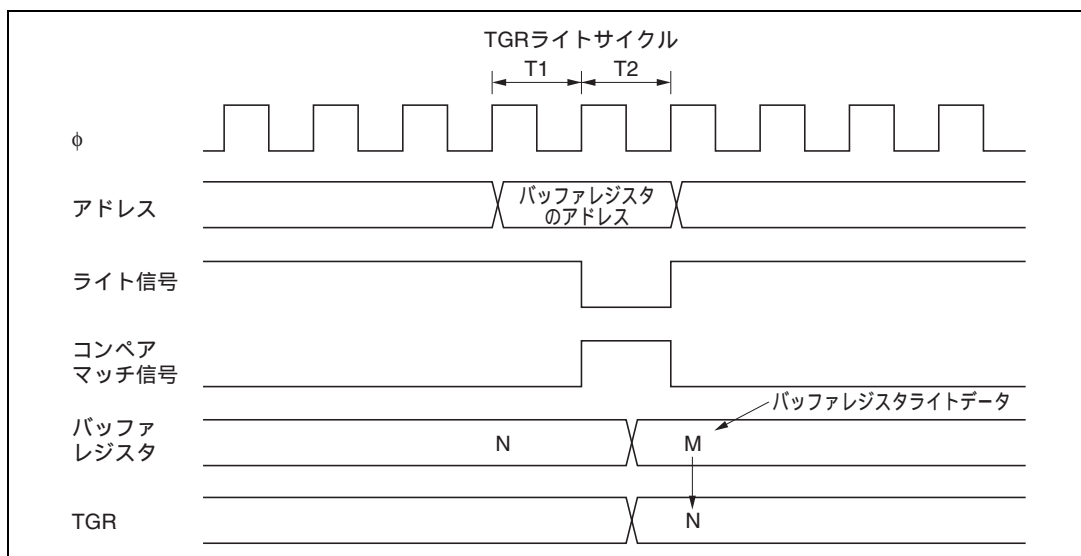 TGRライトサイクル
T1 T2
φ
アドレス
バッファレジスタ
のアドレス
ライト信号
コンペア
マッチ信号
バッファレジスタライトデータ
バッファ
レジスタ
N M
TGR
N